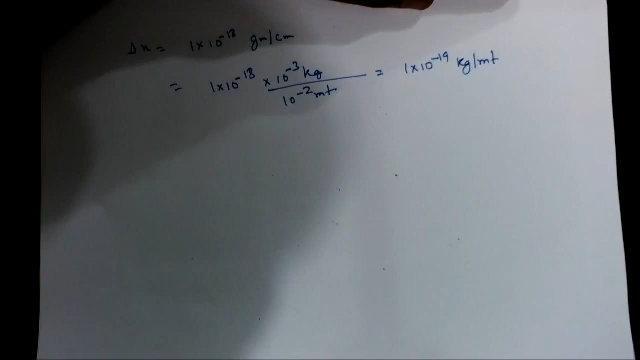 Δx = 1×10⁻¹⁸ gm/cm
= 1×10⁻¹⁸ × 10⁻³ kg / 10⁻² mt = 1×10⁻¹⁹ kg/mt